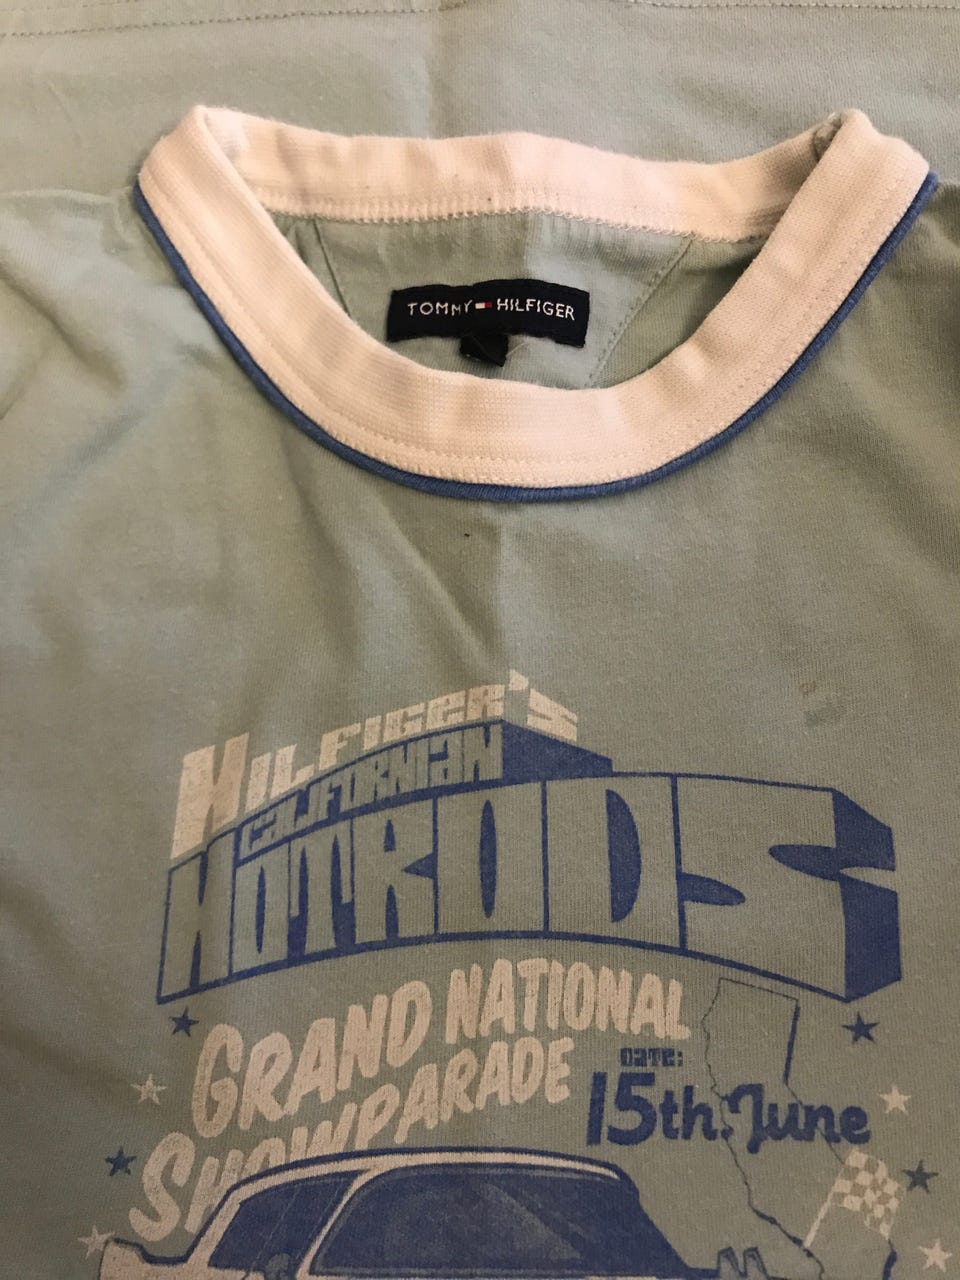 TOMMY HILFIGER
HILFIGER'S
CALIFORNIAN
HOTRODS
GRAND NATIONAL
SHOWPARADE
DATE:
15th. June